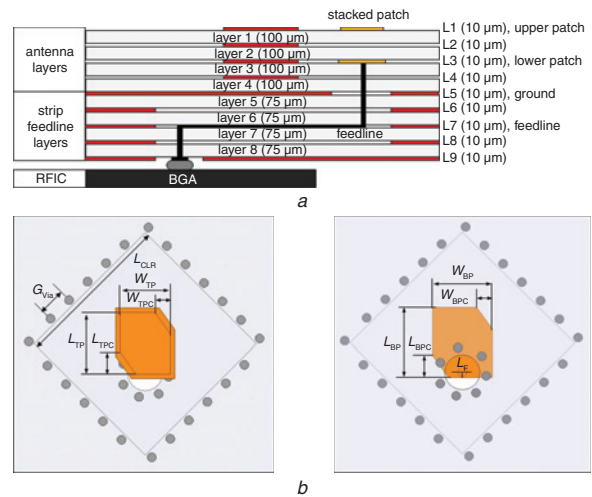 stacked patch
L1 (10 µm), upper patch
layer 1 (100 µm)
L2 (10 µm)
antenna
layers
layer 2 (100 µm)
L3 (10 µm), lower patch
layer 3 (100 µm)
L4 (10 µm)
layer 4 (100 µm)
L5 (10 µm), ground
layer 5 (75 µm)
L6 (10 µm)
strip
feedline
layers
layer 6 (75 µm)
L7 (10 µm), feedline
layer 7 (75 µm)
feedline
L8 (10 µm)
layer 8 (75 µm)
L9 (10 µm)
RFIC
BGA
a
LCLR
GVia
WTP
WTPC
LTP
LTPC
WBP
WBPC
LBP
LBPC
LF
b